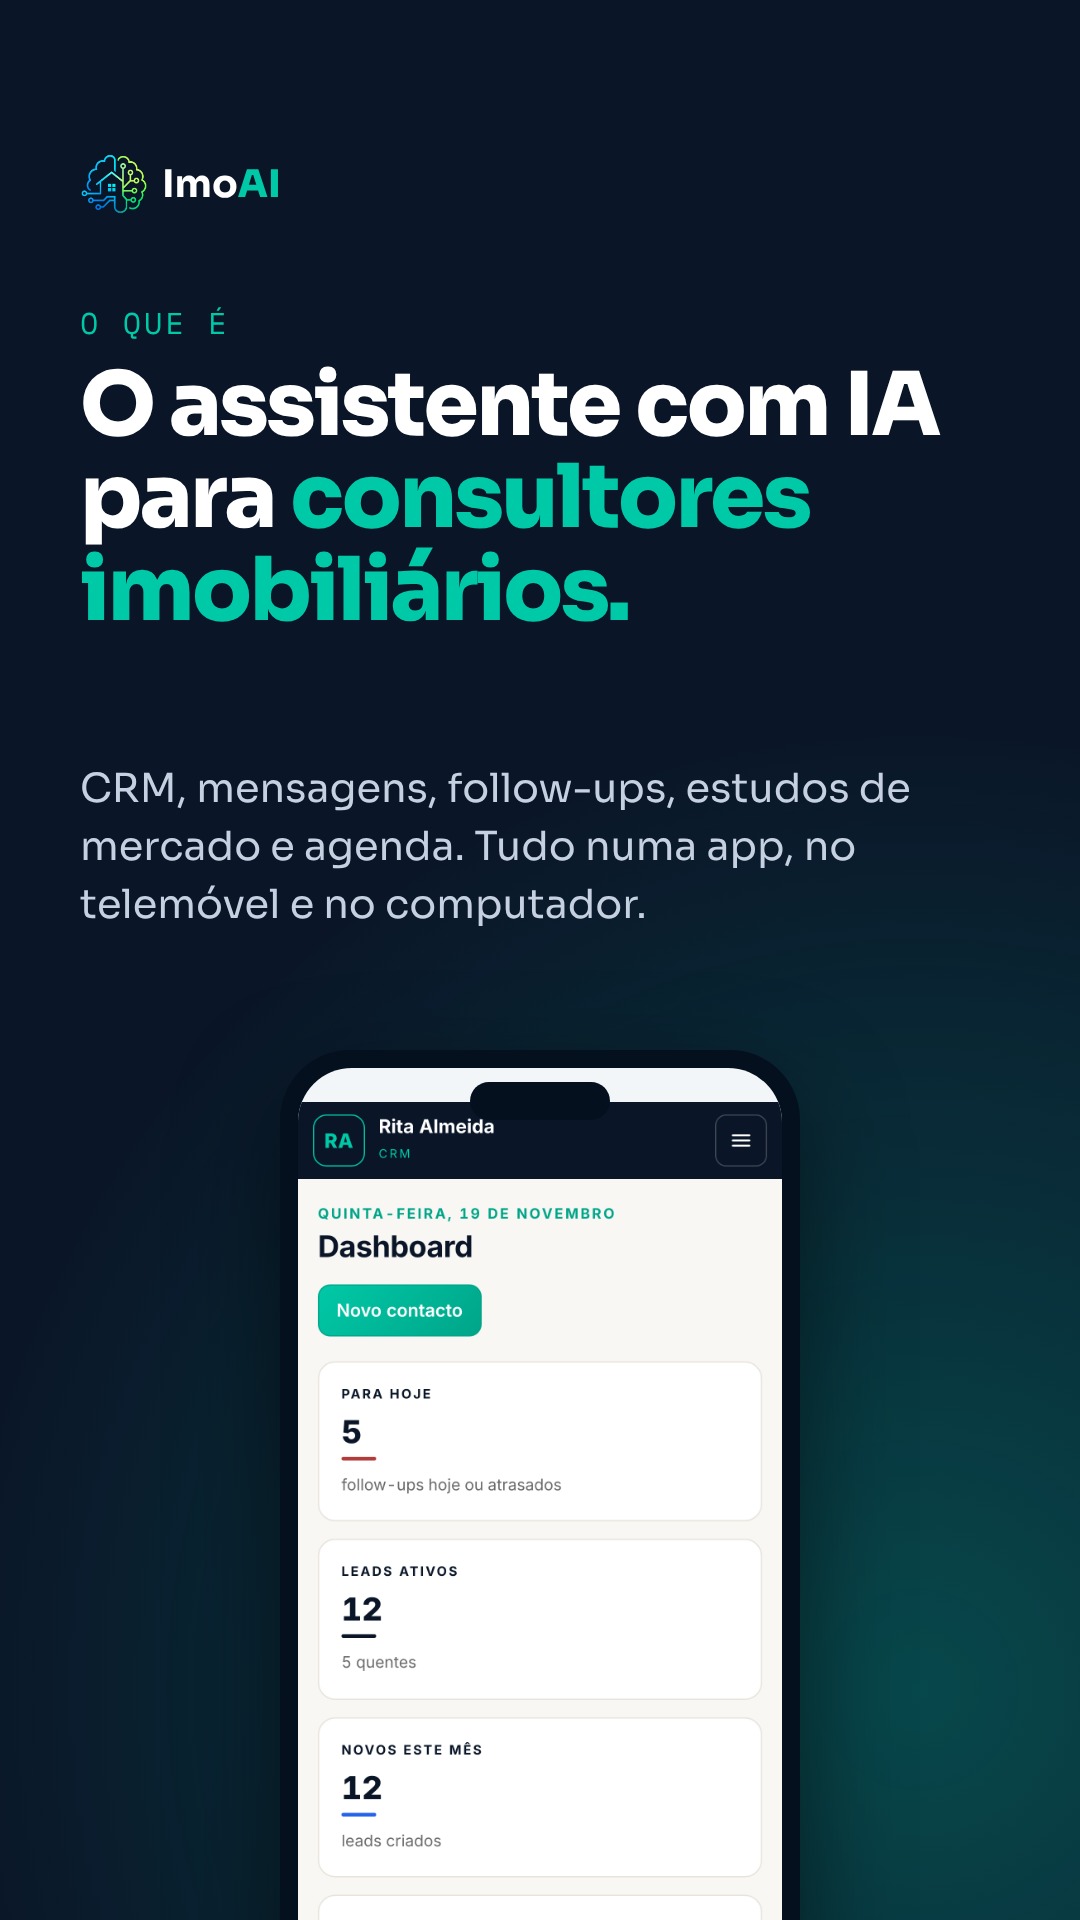 ImoAI
O QUE É
O assistente com IA
para consultores
imobiliários.
CRM, mensagens, follow-ups, estudos de
mercado e agenda. Tudo numa app, no
telemóvel e no computador.
RA
Rita Almeida
CRM
QUINTA-FEIRA, 19 DE NOVEMBRO
Dashboard
Novo contacto
PARA HOJE
5
follow-ups hoje ou atrasados
LEADS ATIVOS
12
5 quentes
NOVOS ESTE MÊS
12
leads criados